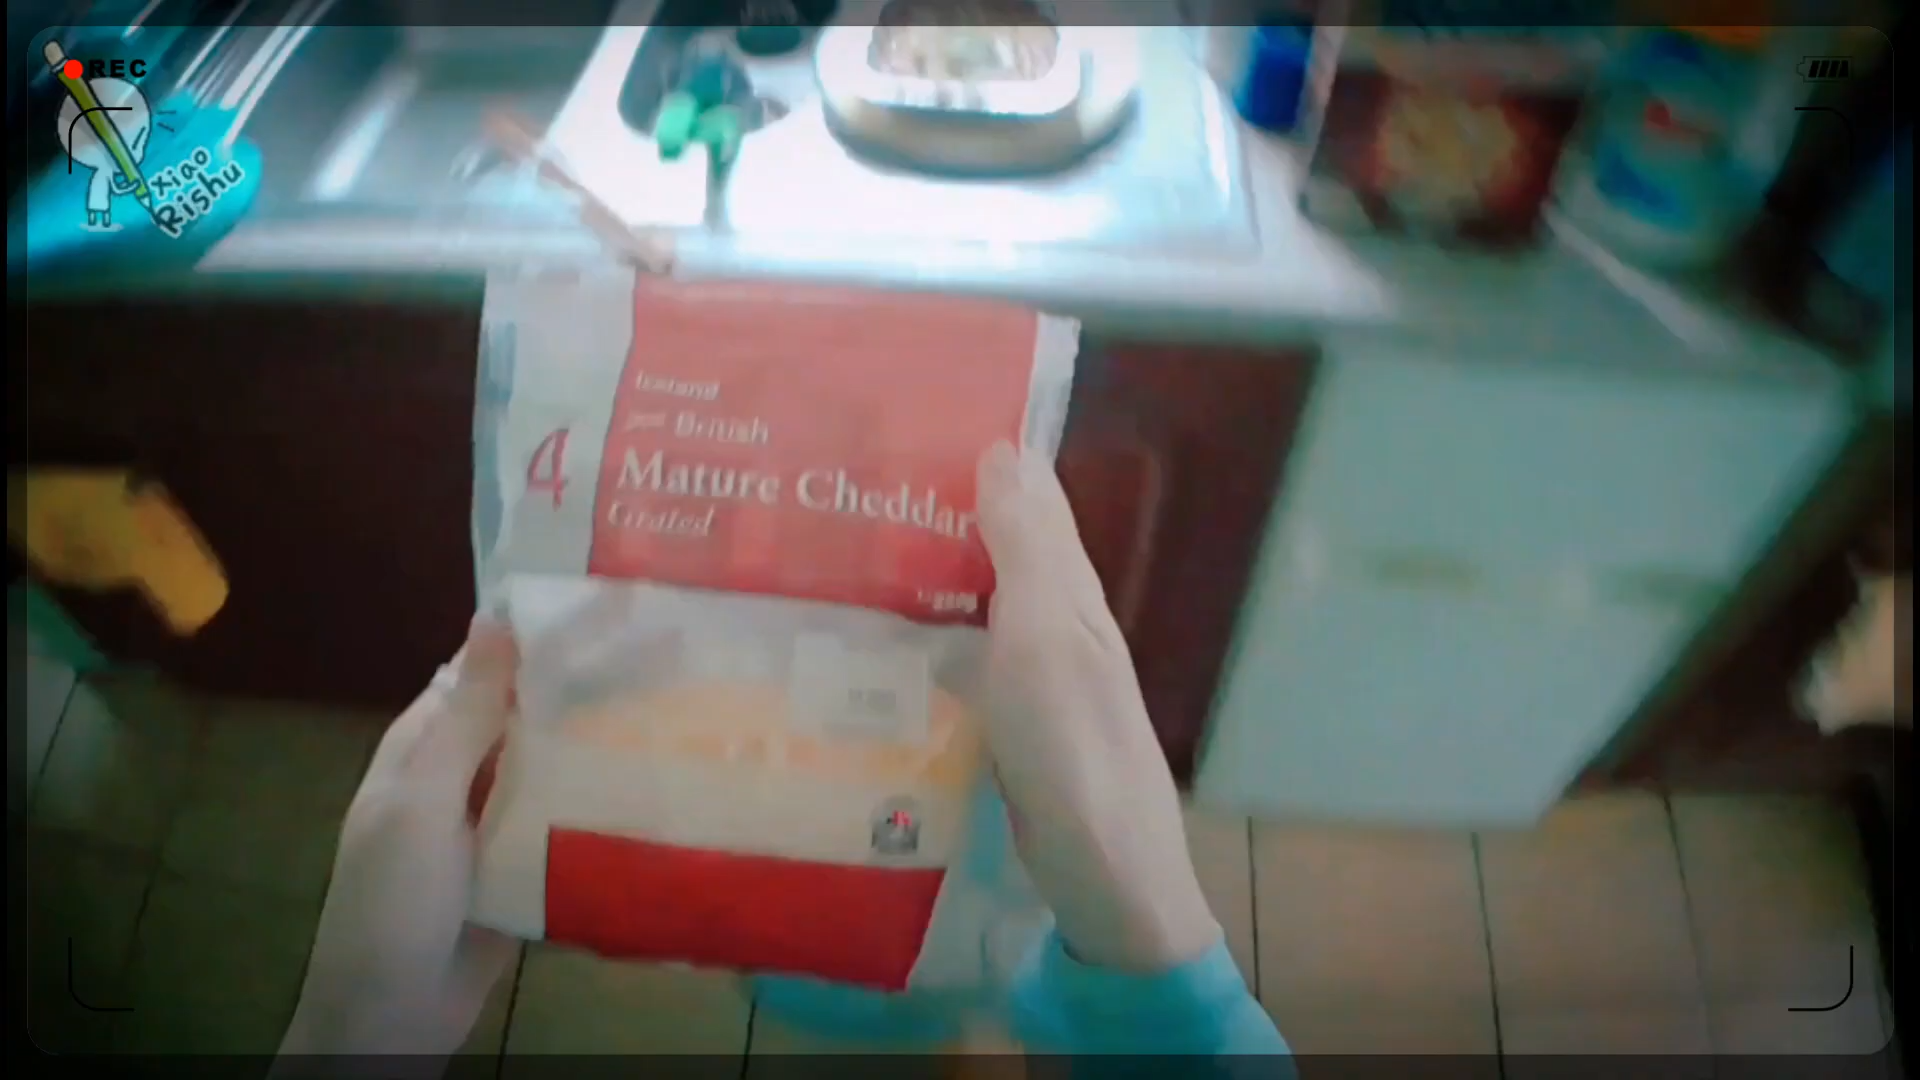 REC
xiao
Rishu
Iceland
British
4
Mature Cheddar
Grated